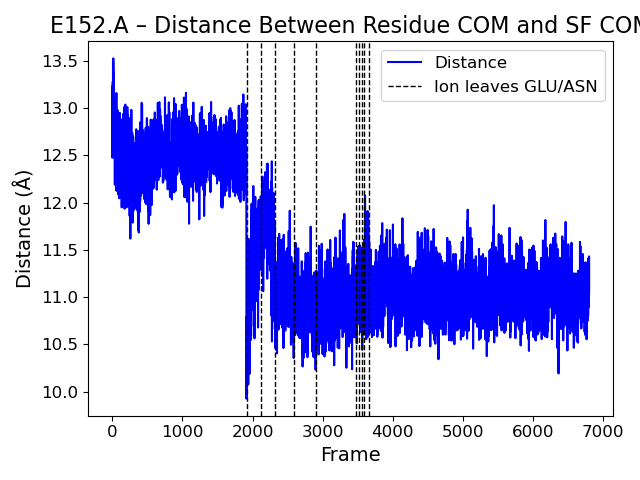 E152.A – Distance Between Residue COM and SF COM
Distance
Ion leaves GLU/ASN
Distance (Å)
13.5
13.0
12.5
12.0
11.5
11.0
10.5
10.0
0 1000 2000 3000 4000 5000 6000 7000
Frame